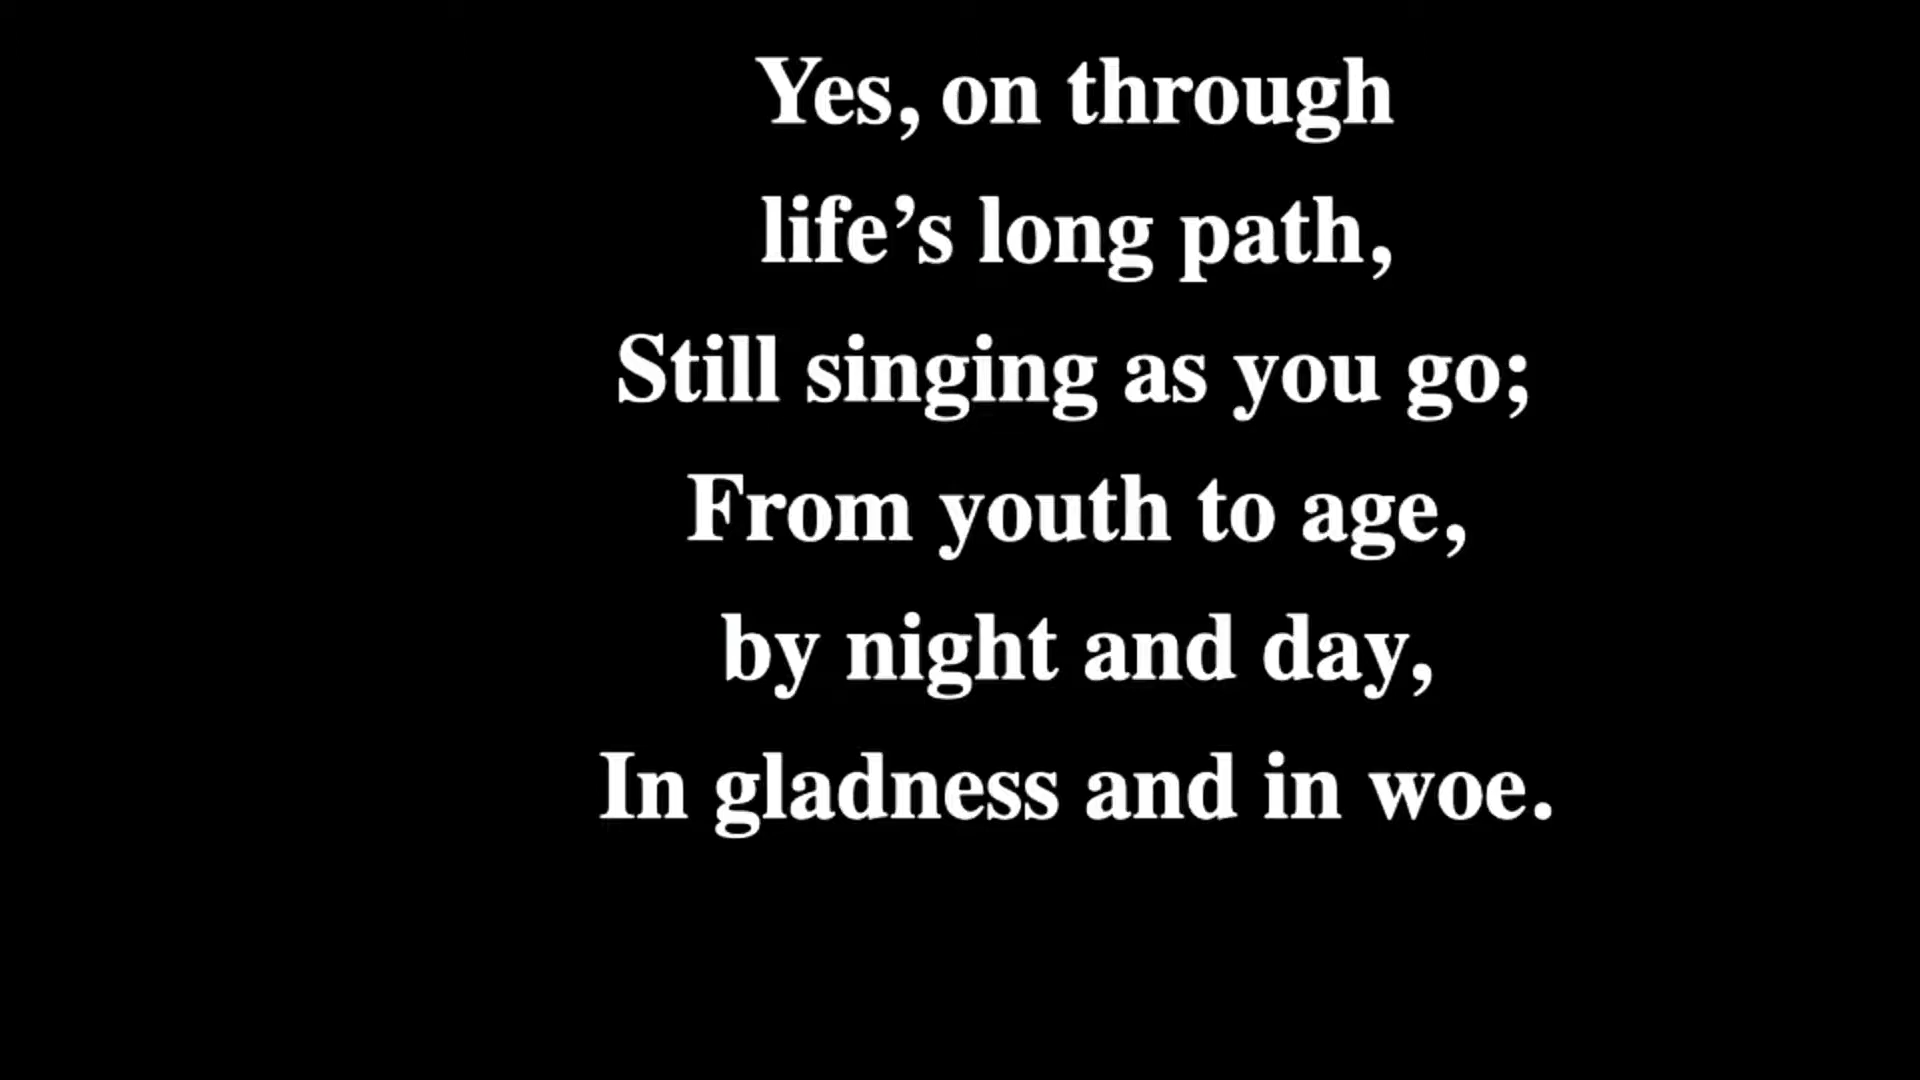 Yes, on through
life’s long path,
Still singing as you go;
From youth to age,
by night and day,
In gladness and in woe.